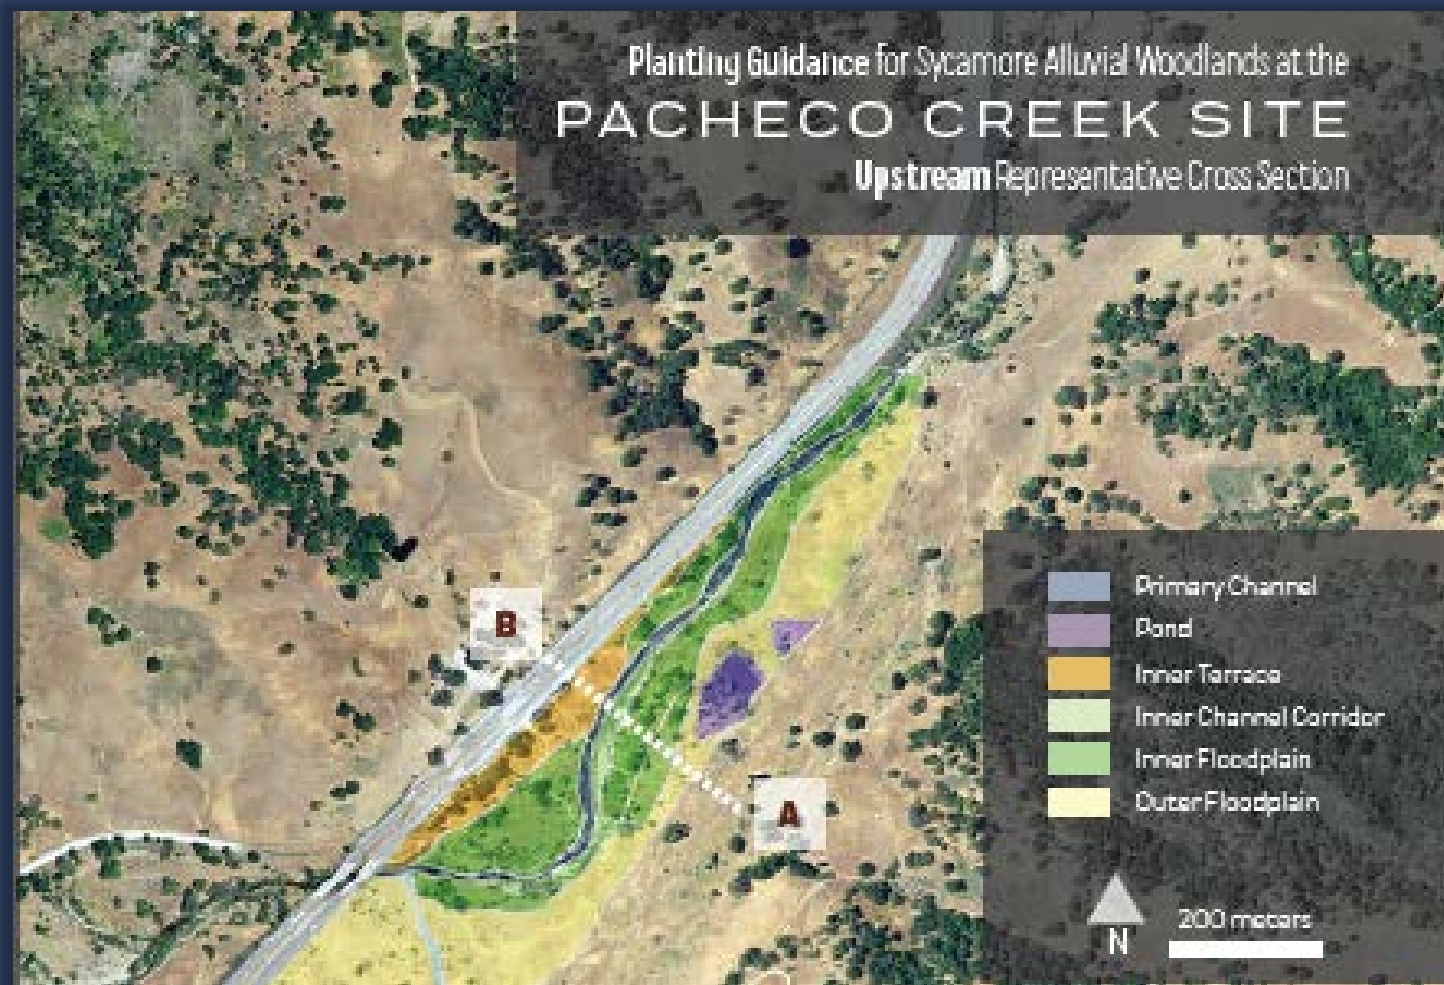 Planting Guidance for Sycamore Alluvial Woodlands at the
PACHECO CREEK SITE
Upstream Representative Cross Section
B
A
Primary Channel
Pond
Inner Terrace
Inner Channel Corridor
Inner Floodplain
Outer Floodplain
N
200 meters